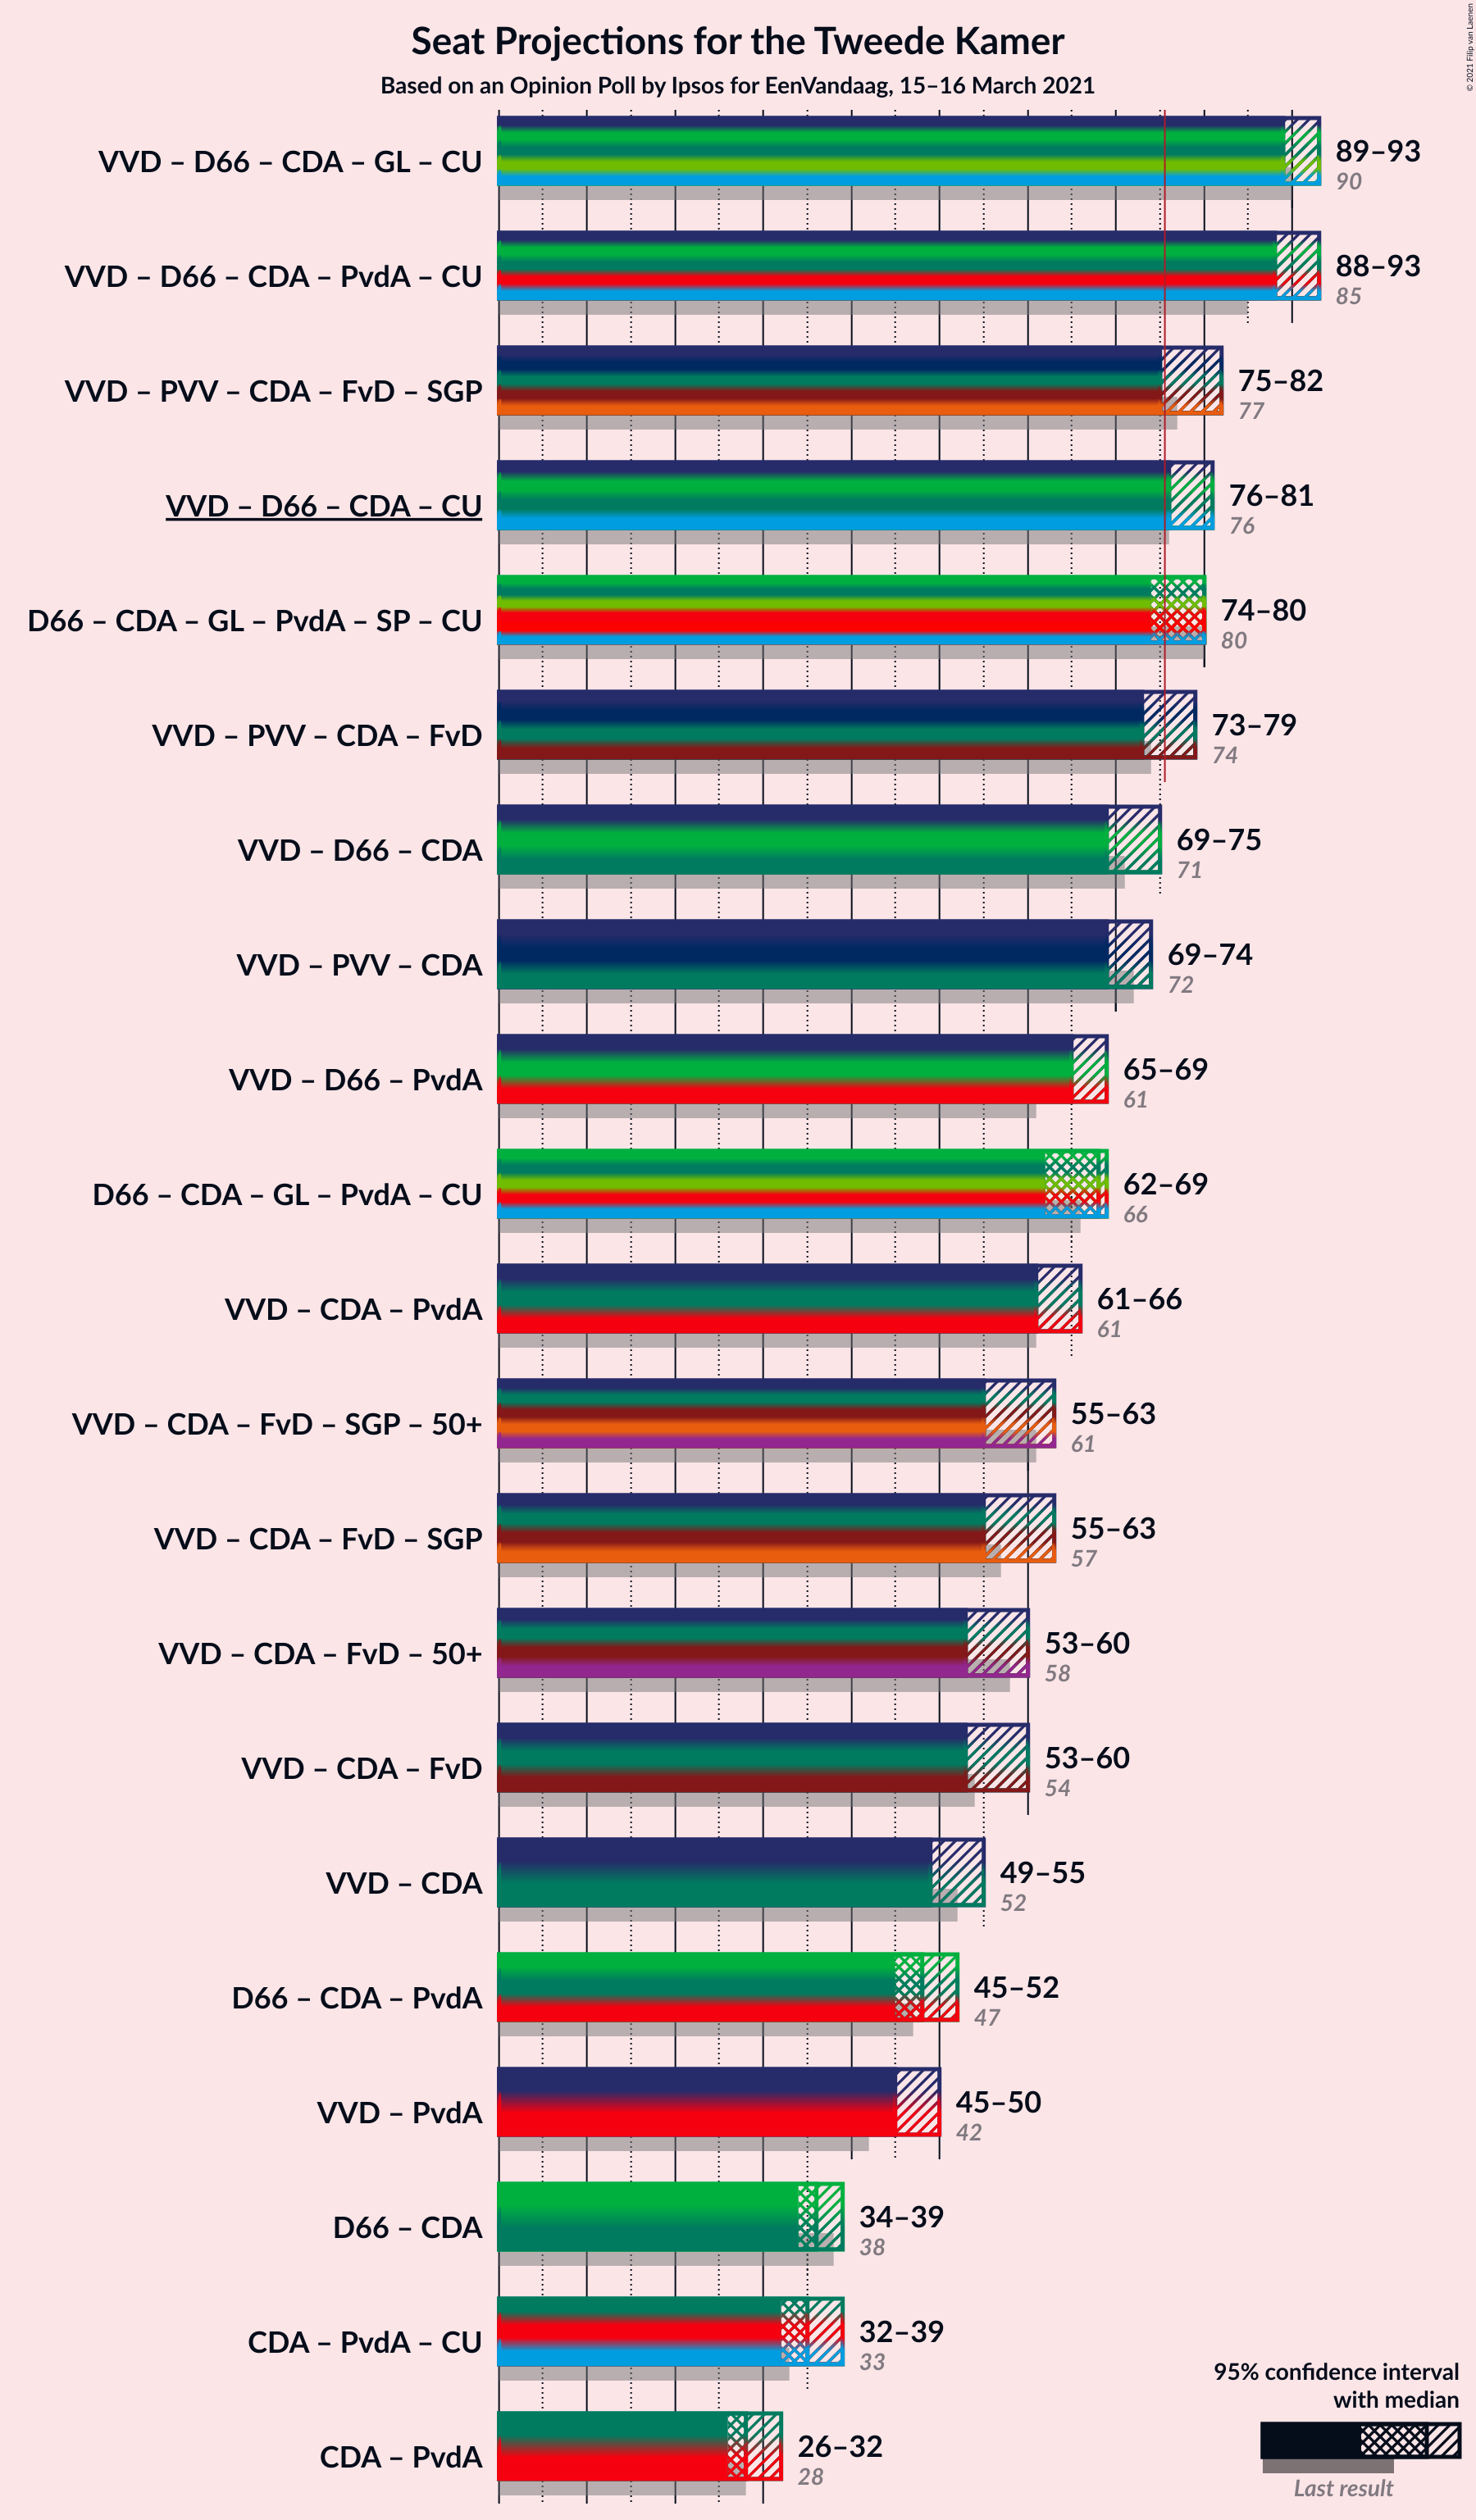 Seat Projections for the Tweede Kamer
Based on an Opinion Poll by Ipsos for EenVandaag, 15–16 March 2021
© 2021 Filip van Laenen
VVD – D66 – CDA – GL – CU
89–93
90
VVD – D66 – CDA – PvdA – CU
88–93
85
VVD – PVV – CDA – FvD – SGP
75–82
77
VVD – D66 – CDA – CU
76–81
76
D66 – CDA – GL – PvdA – SP – CU
74–80
80
VVD – PVV – CDA – FvD
73–79
74
VVD – D66 – CDA
69–75
71
VVD – PVV – CDA
69–74
72
VVD – D66 – PvdA
65–69
61
D66 – CDA – GL – PvdA – CU
62–69
66
VVD – CDA – PvdA
61–66
61
VVD – CDA – FvD – SGP – 50+
55–63
61
VVD – CDA – FvD – SGP
55–63
57
VVD – CDA – FvD – 50+
53–60
58
VVD – CDA – FvD
53–60
54
VVD – CDA
49–55
52
D66 – CDA – PvdA
45–52
47
VVD – PvdA
45–50
42
D66 – CDA
34–39
38
CDA – PvdA – CU
32–39
33
CDA – PvdA
26–32
28
95% confidence interval
with median
Last result